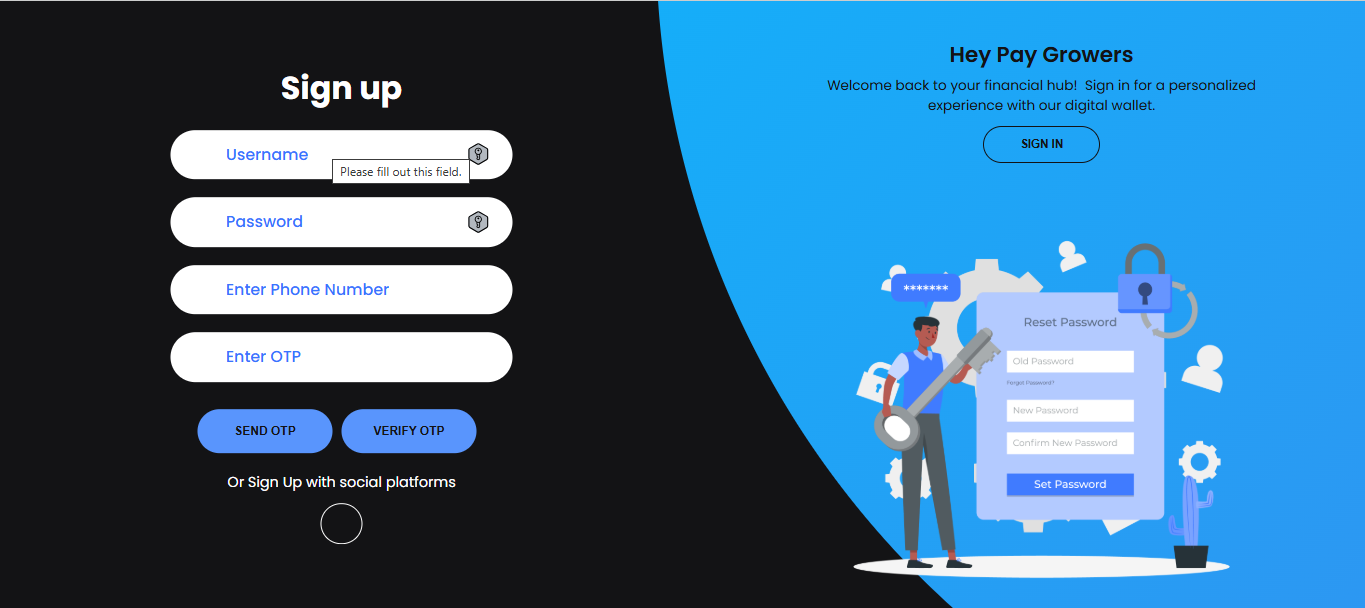 Sign up
Username
Please fill out this field.
Password
Enter Phone Number
Enter OTP
SEND OTP
VERIFY OTP
Or Sign Up with social platforms
Hey Pay Growers
Welcome back to your financial hub!  Sign in for a personalized
experience with our digital wallet.
SIGN IN
*******
Reset Password
Old Password
Forgot Password?
New Password
Confirm New Password
Set Password